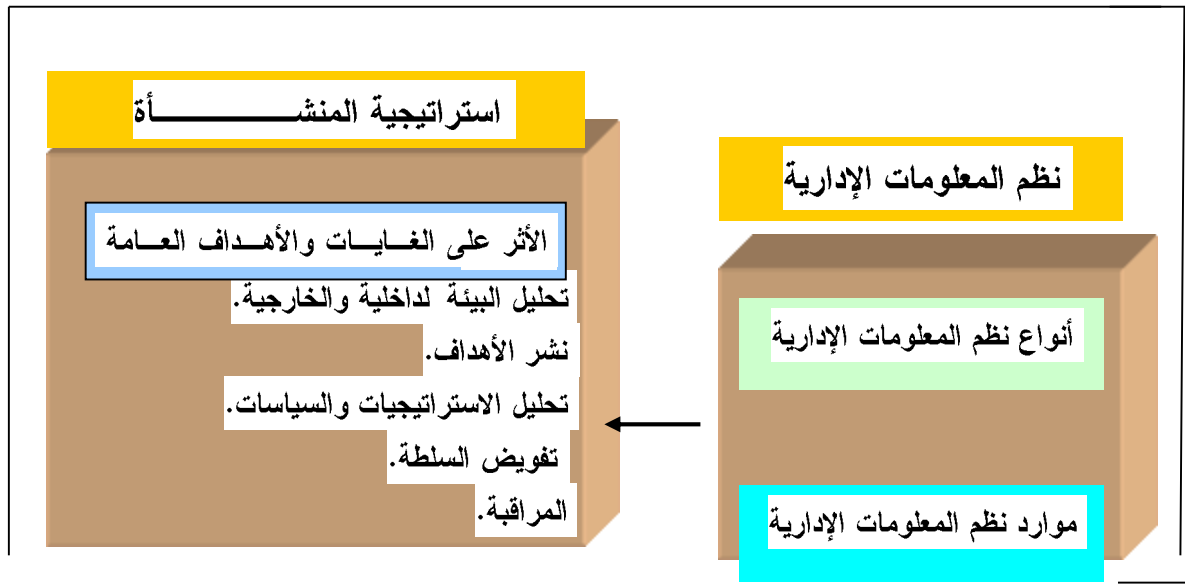 نظم المعلومات الإدارية
أنواع نظم المعلومات الإدارية
موارد نظم المعلومات الإدارية
استراتيجية المنشـــــــــــأة
الأثر على الغــايــات والأهــداف العــامة
تحليل البيئة لداخلية والخارجية.
نشر الأهداف.
تحليل الاستراتيجيات والسياسات.
تفويض السلطة.
المراقبة.